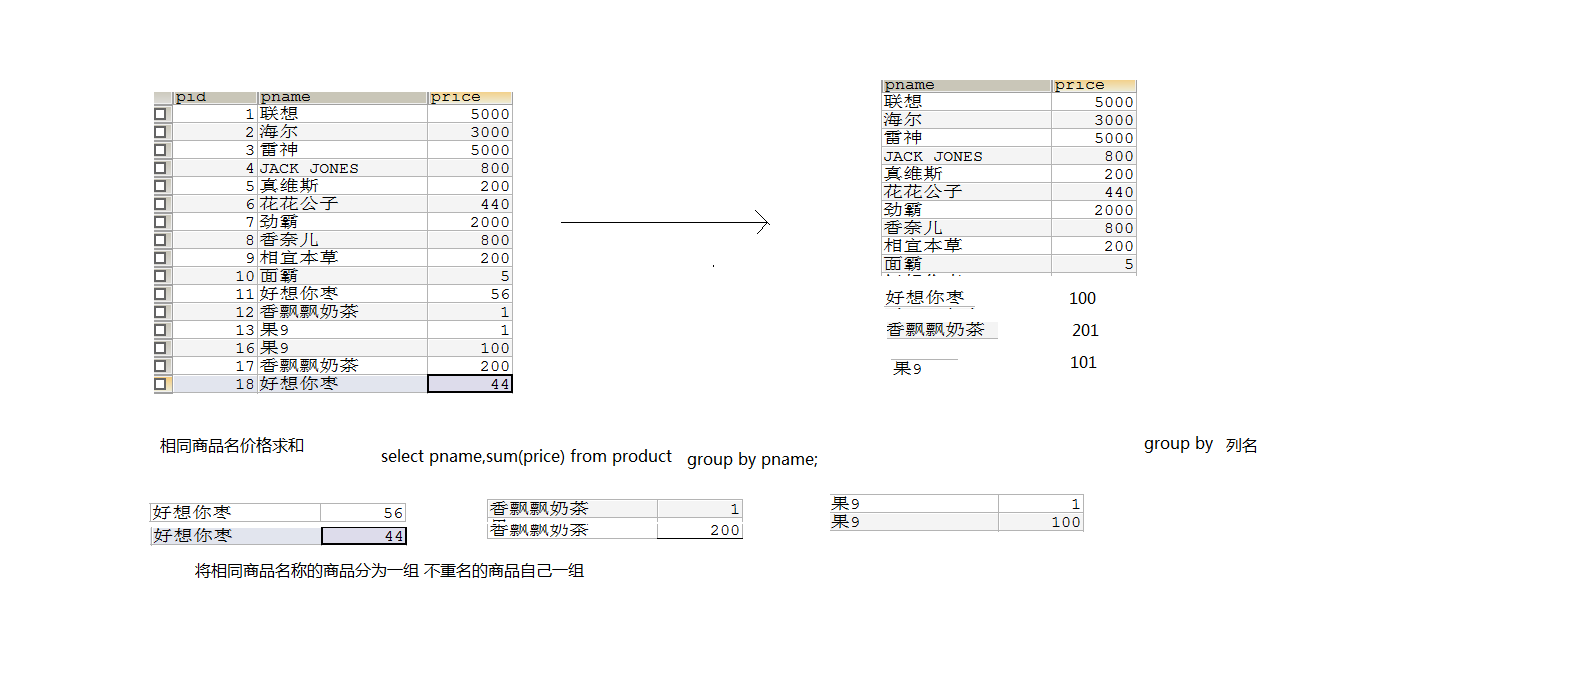 pid pname price
1 联想 5000
2 海尔 3000
3 雷神 5000
4 JACK JONES 800
5 真维斯 200
6 花花公子 440
7 劲霸 2000
8 香奈儿 800
9 相宜本草 200
10 面霸 5
11 好想你枣 56
12 香飘飘奶茶 1
13 果9 1
16 果9 100
17 香飘飘奶茶 200
18 好想你枣 44
pname price
联想 5000
海尔 3000
雷神 5000
JACK JONES 800
真维斯 200
花花公子 440
劲霸 2000
香奈儿 800
相宜本草 200
面霸 5
好想你枣 100
香飘飘奶茶 201
果9 101
相同商品名价格求和
select pname,sum(price) from product group by pname;
group by 列名
好想你枣 56
好想你枣 44
香飘飘奶茶 1
香飘飘奶茶 200
果9 1
果9 100
将相同商品名称的商品分为一组 不重名的商品自己一组